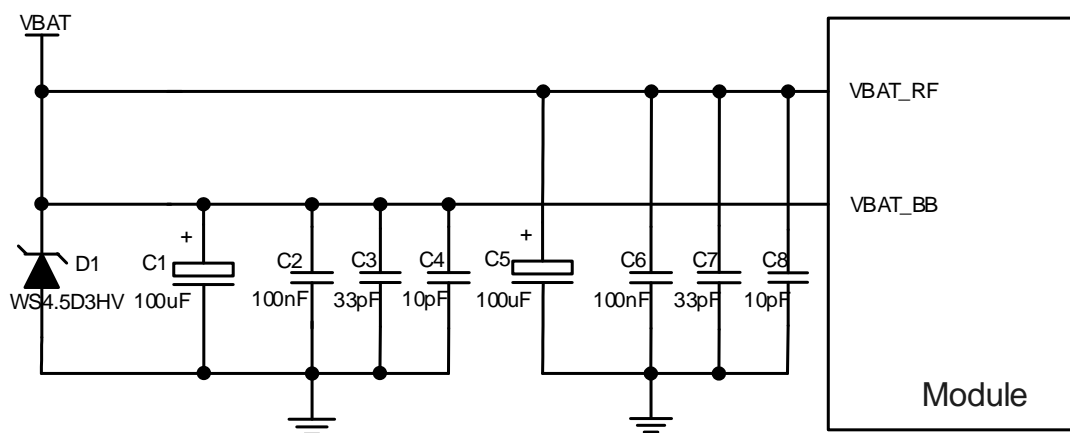 VBAT
VBAT_RF
VBAT_BB
+
+
D1
C1
C2
C3
C4
C5
C6
C7
C8
WS4.5D3HV
100uF
100nF
33pF
10pF
100uF
100nF
33pF
10pF
Module